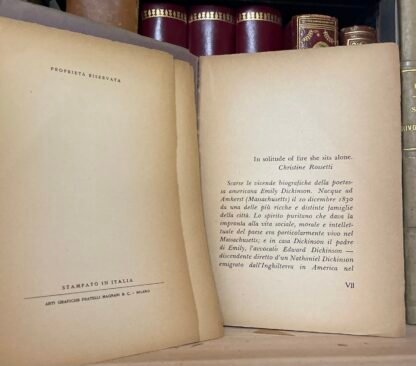 PROPRIETÀ RISERVATA
STAMPATO IN ITALIA
ARTI GRAFICHE FRATELLI MAGNANI & C. - MILANO
In solitude of fire she sits alone.
Christine Rossetti
Scarse le vicende biografiche della poetes-
sa americana Emily Dickinson. Nacque ad
Amherst (Massachusetts) il 10 dicembre 1830
da una delle più ricche e distinte famiglie
della città. Lo spirito puritano che dava la
impronta alla vita sociale, morale e intellet-
tuale del paese era particolarmente vivo nel
Massachusetts; e in casa Dickinson il padre
di Emily, l'avvocato Edward Dickinson —
discendente diretto d'un Nathaniel Dickinson
emigrato dall'Inghilterra in America nel
VII